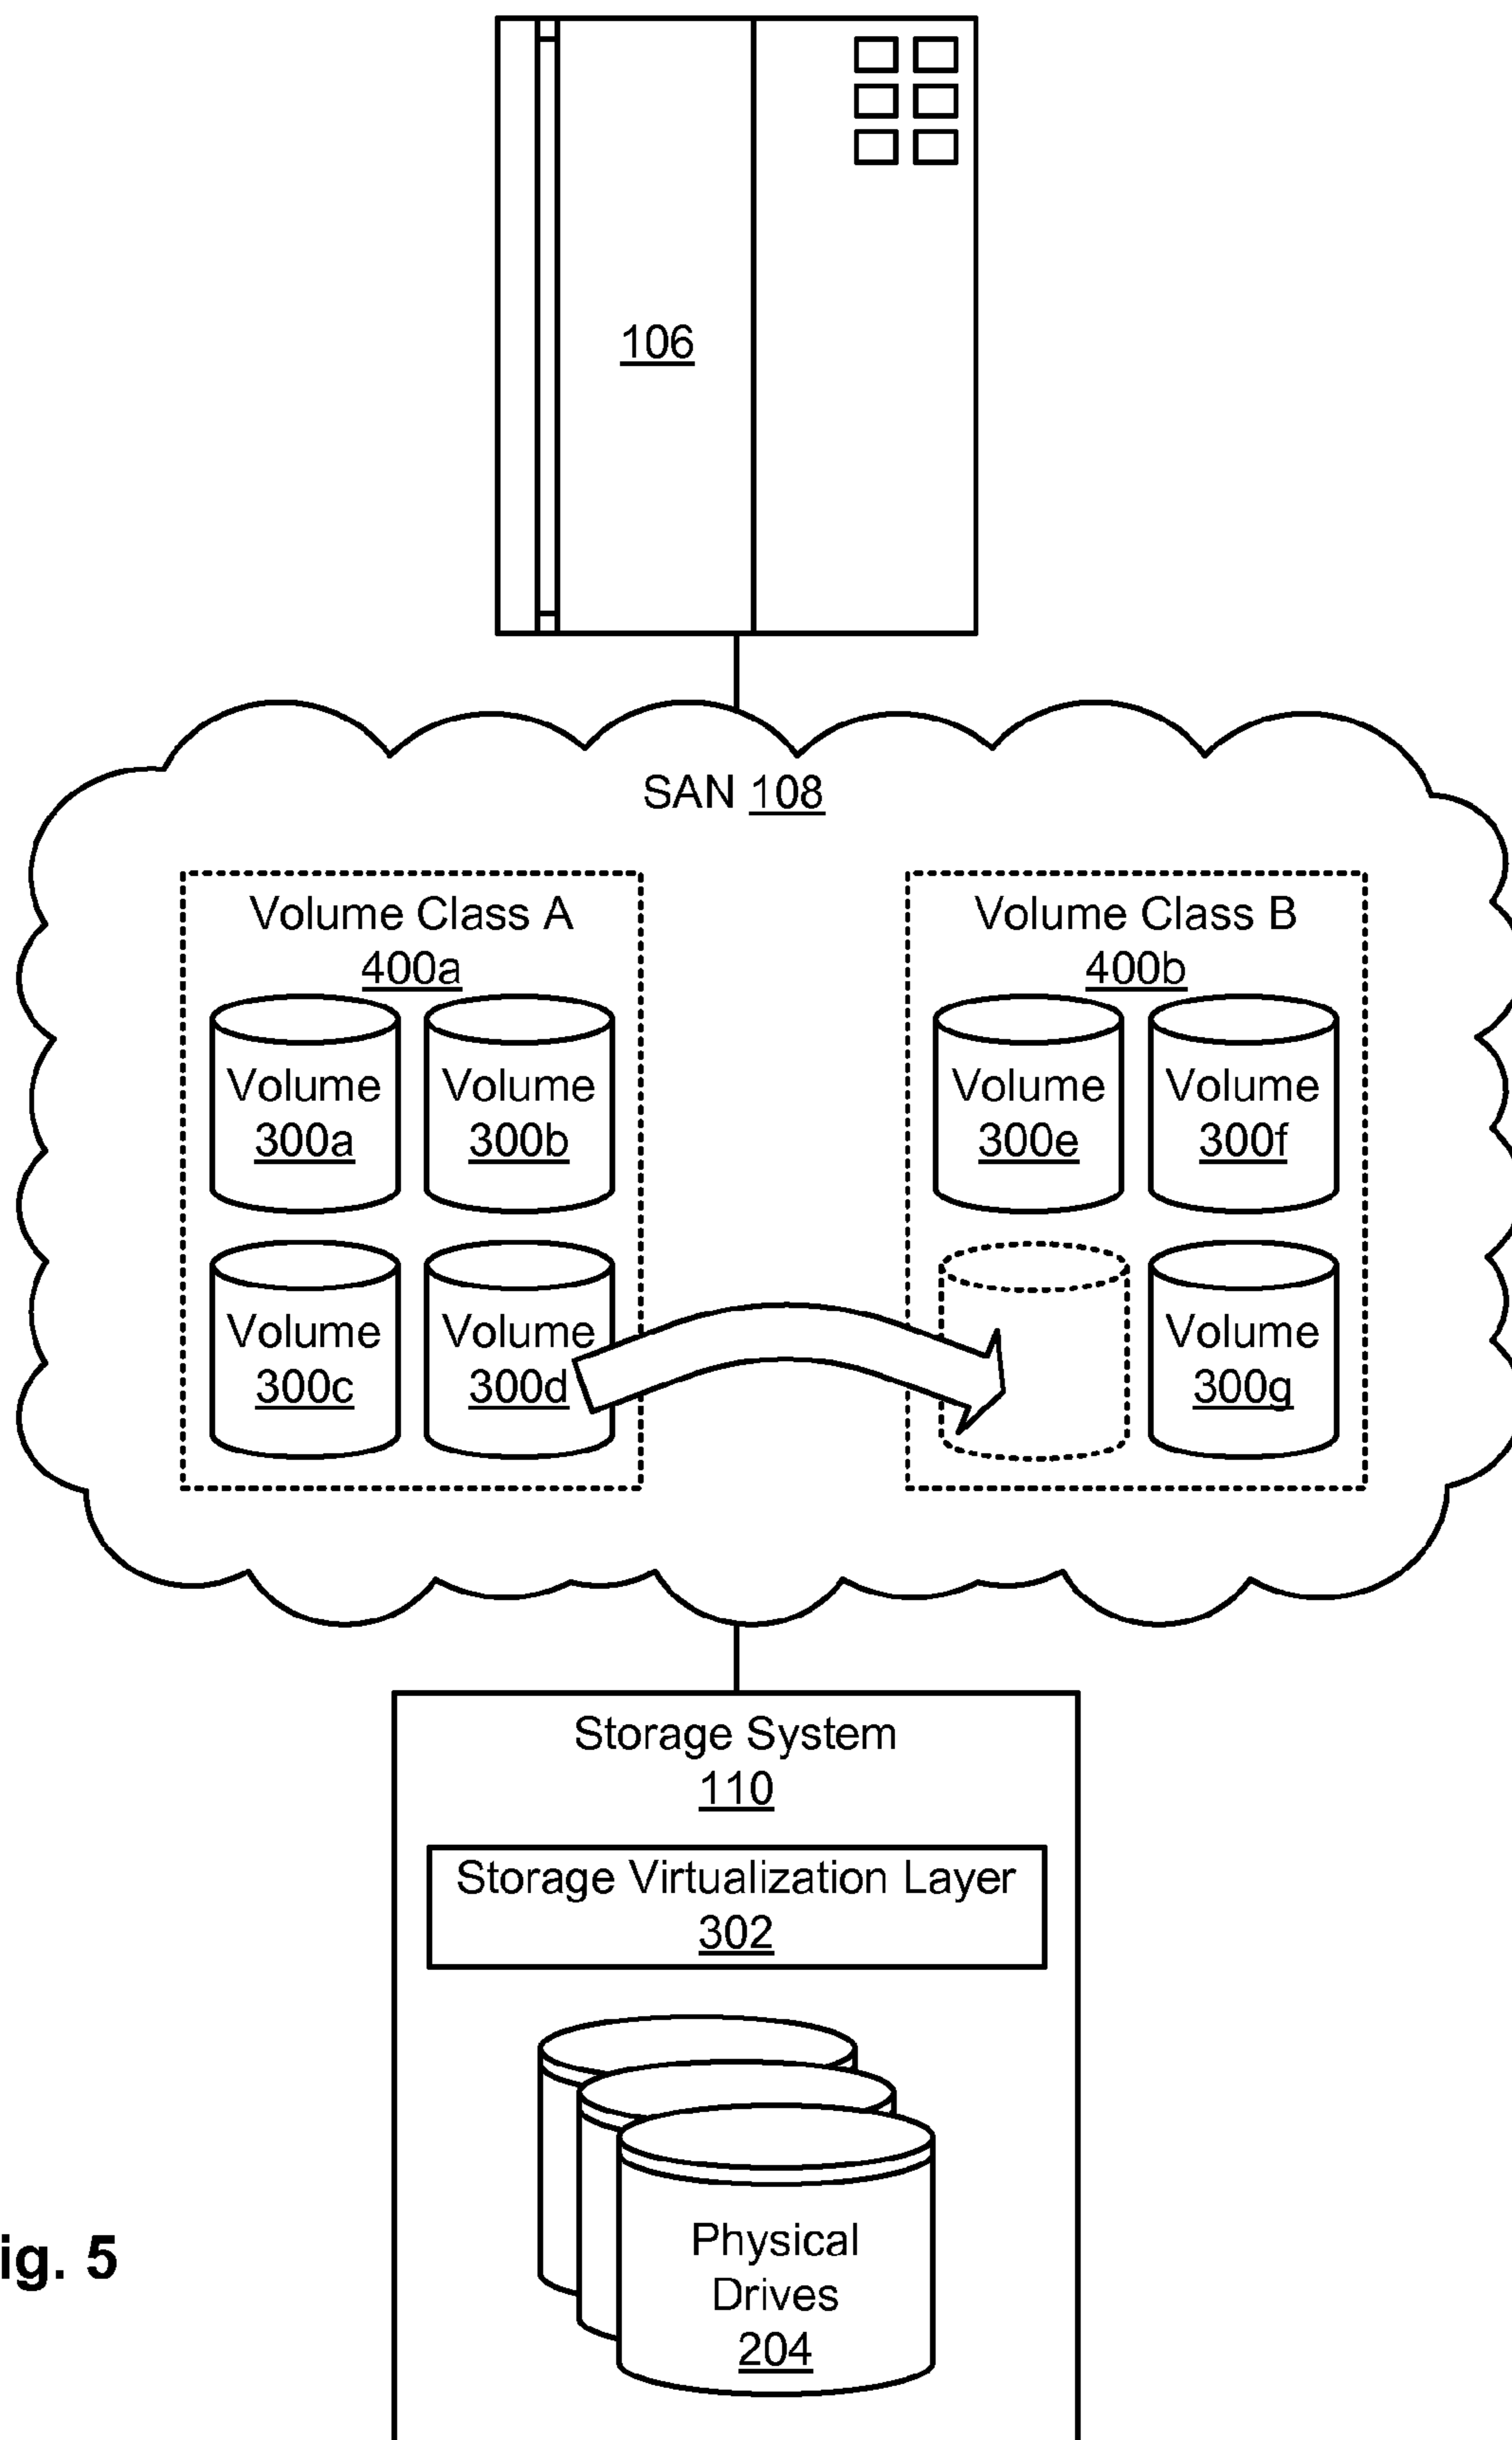 106
SAN 108
Volume Class A
400a
Volume
300a
Volume
300b
Volume
300c
Volume
300d
Volume Class B
400b
Volume
300e
Volume
300f
Volume
300g
Storage System
110
Storage Virtualization Layer
302
Physical
Drives
204
ig. 5